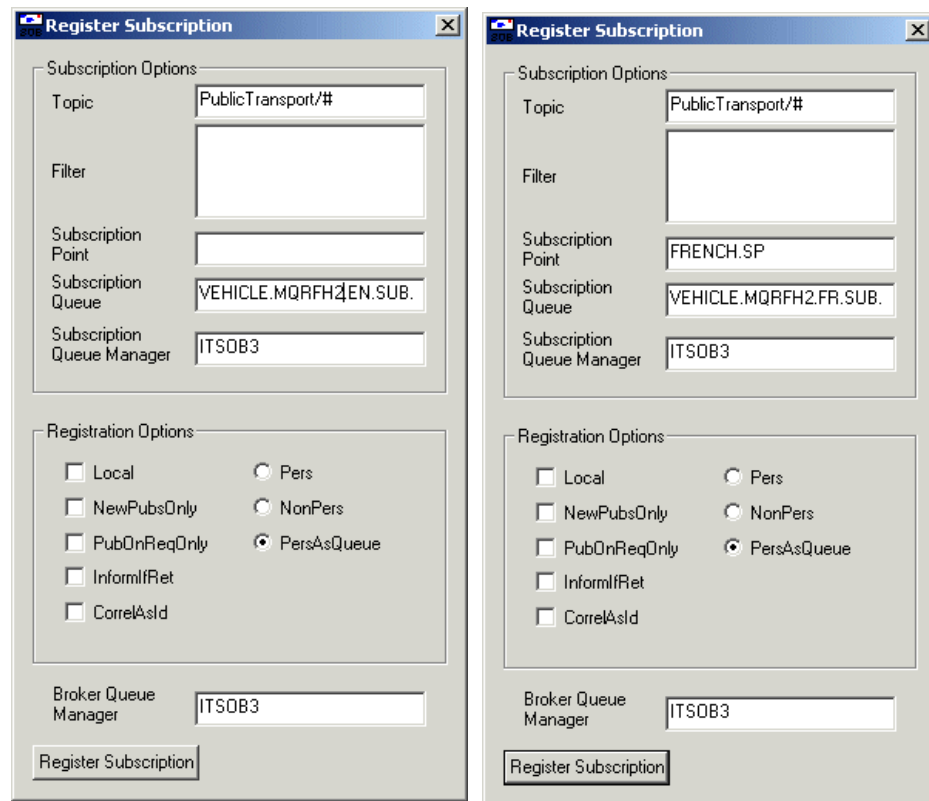 Register Subscription
Subscription Options
Topic
PublicTransport/#
Filter
Subscription
Point
Subscription
Queue
VEHICLE.MQRFH2.EN.SUB.
Subscription
Queue Manager
ITSOB3
Registration Options
Local
Pers
NewPubsOnly
NonPers
PubOnReqOnly
PersAsQueue
InformIfRet
CorrelAsId
Broker Queue
Manager
ITSOB3
Register Subscription
Register Subscription
Subscription Options
Topic
PublicTransport/#
Filter
Subscription
Point
FRENCH.SP
Subscription
Queue
VEHICLE.MQRFH2.FR.SUB.
Subscription
Queue Manager
ITSOB3
Registration Options
Local
Pers
NewPubsOnly
NonPers
PubOnReqOnly
PersAsQueue
InformIfRet
CorrelAsId
Broker Queue
Manager
ITSOB3
Register Subscription